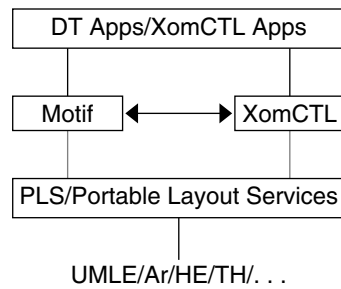 DT Apps/XomCTL Apps
Motif
XomCTL
PLS/Portable Layout Services
UMLE/Ar/HE/TH/. . .